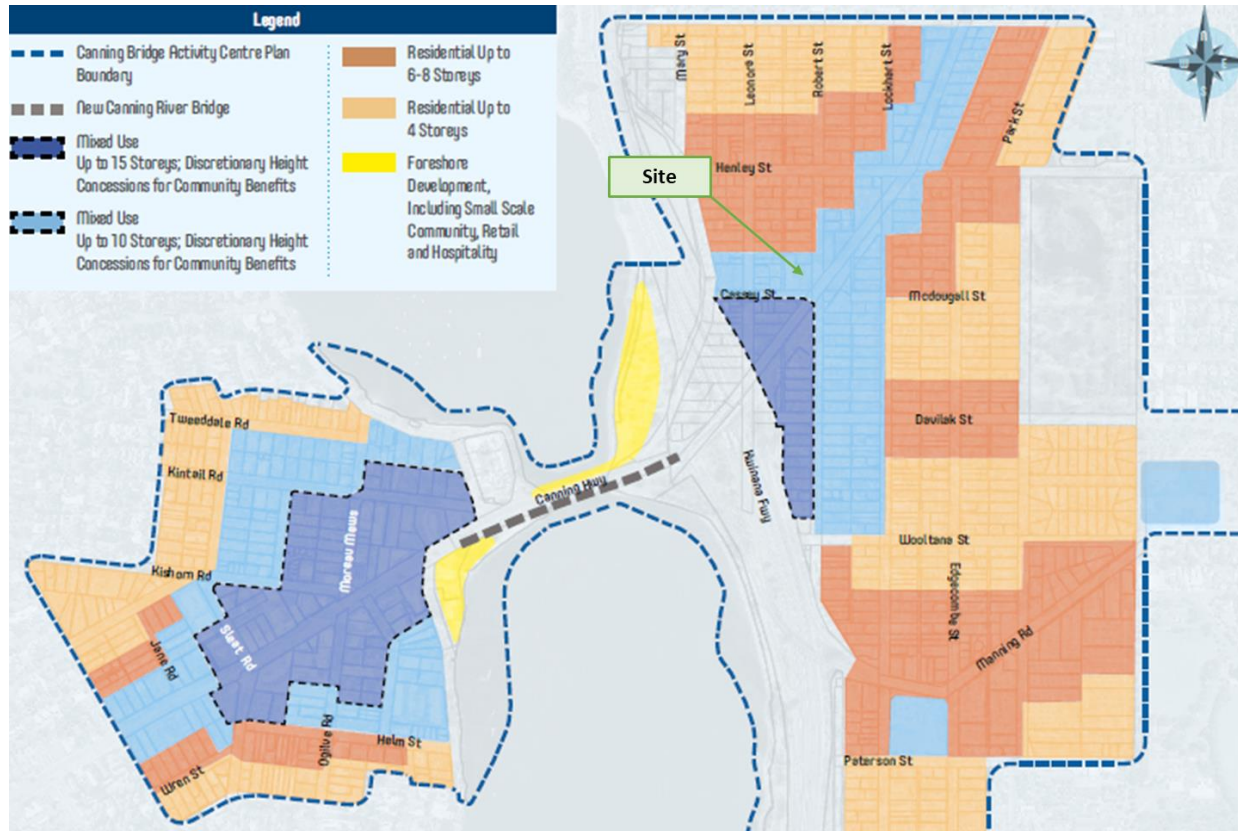 Legend
Canning Bridge Activity Centre Plan
Boundary
New Canning River Bridge
Mixed Use
Up to 15 Storeys; Discretionary Height
Concessions for Community Benefits
Mixed Use
Up to 10 Storeys; Discretionary Height
Concessions for Community Benefits
Residential Up to
6-8 Storeys
Residential Up to
4 Storeys
Foreshore
Development,
Including Small Scale
Community, Retail
and Hospitality
Site
Mary St
Leonora St
Robert St
Lockhart St
Park St
Henley St
Cassey St
Mcdougall St
Davilak St
Kwinana Fwy
Canning Hwy
Wooltana St
Edgecombe St
Manning Rd
Paterson St
Tweeddale Rd
Kintail Rd
Moreau Mews
Kishorn Rd
Sleat Rd
Jane Rd
Ogilvie Rd
Helm St
Wren St